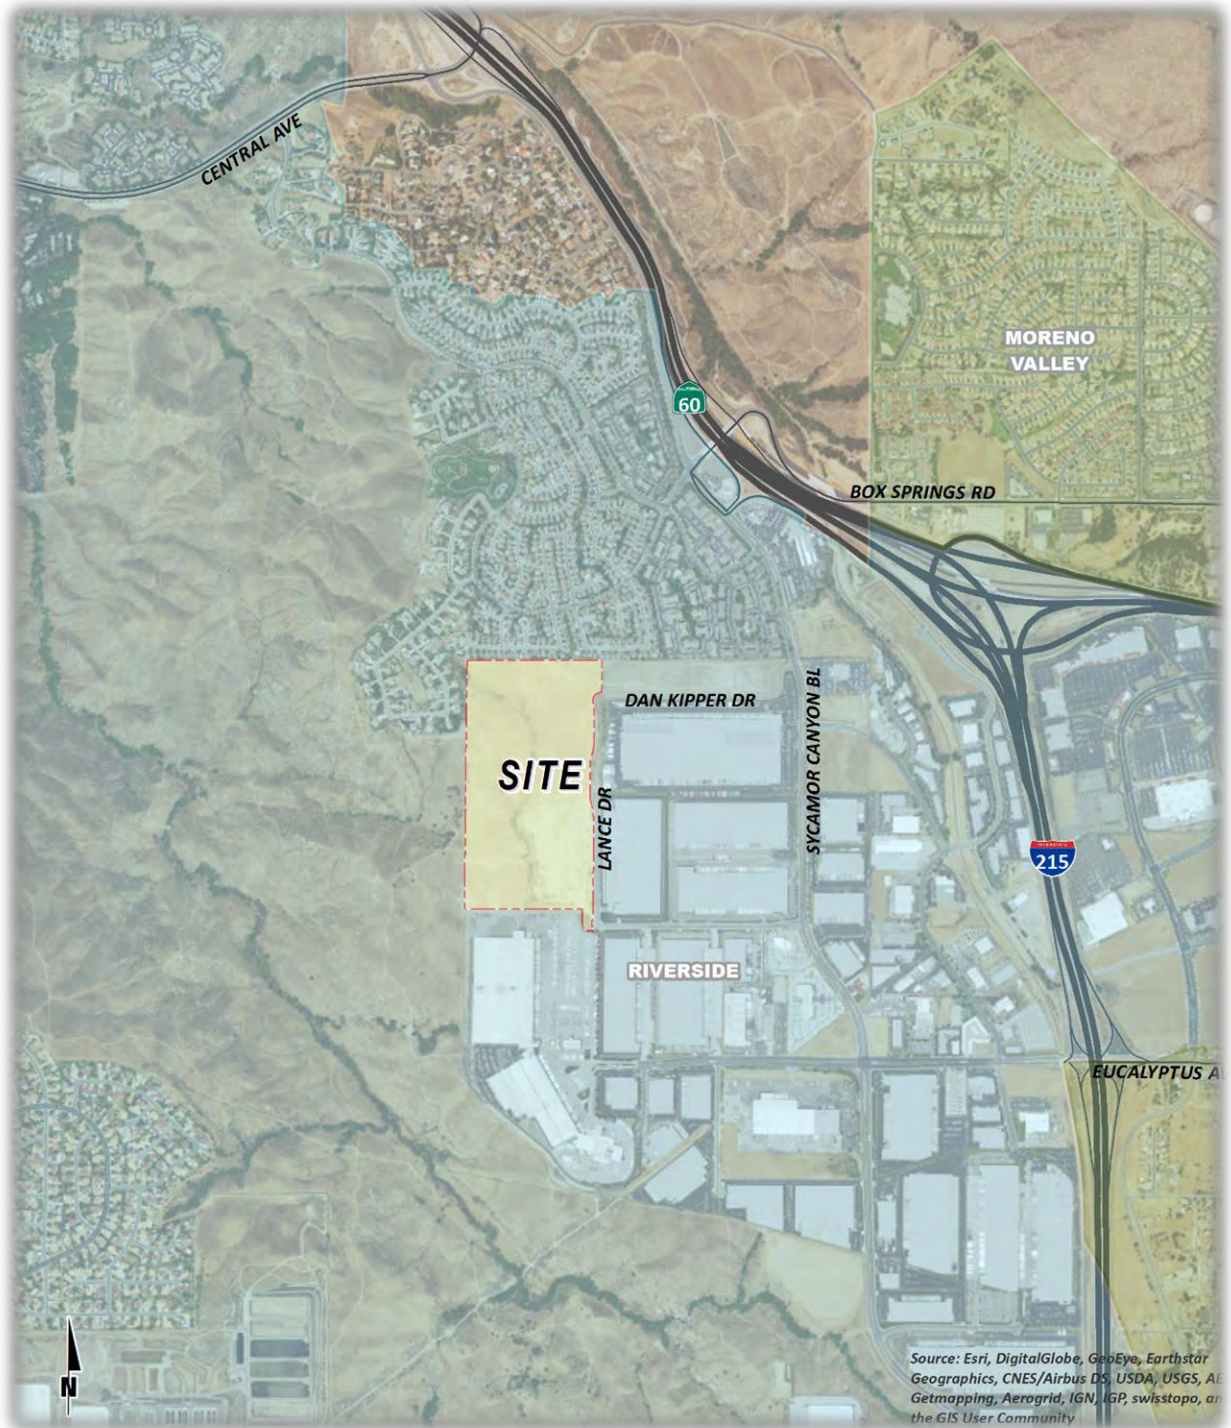 CENTRAL AVE
MORENO
VALLEY
60
BOX SPRINGS RD
DAN KIPPER DR
SYCAMOR CANYON BL
SITE
LANCE DR
215
RIVERSIDE
EUCALYPTUS
N
Source: Esri, DigitalGlobe, GeoEye, Earthstar
Geographics, CNES/Airbus DS, USDA, USGS,
Getmapping, Aerogrid, IGN, IGP, swisstopo,
the GIS User Community